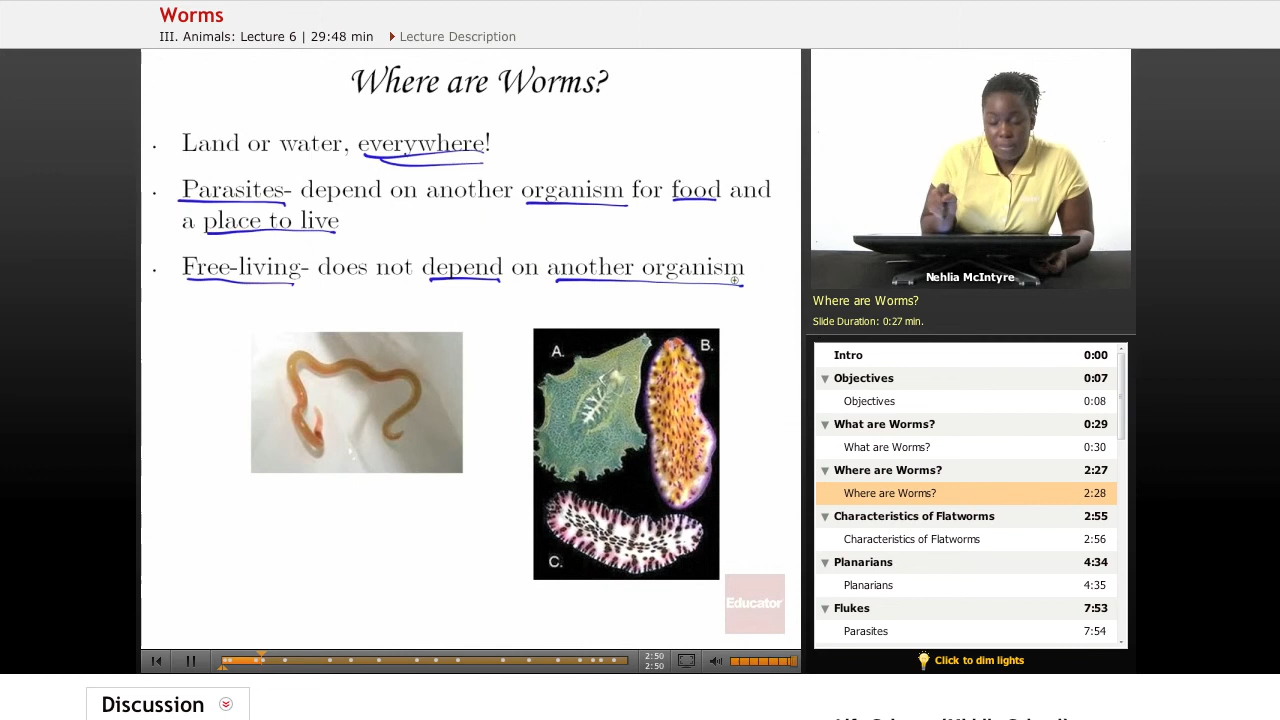 Worms
III. Animals: Lecture 6 | 29:48 min
Lecture Description
Where are Worms?
· Land or water, everywhere!
· Parasites- depend on another organism for food and
a place to live
· Free-living- does not depend on another organism
A.
B.
C.
Educator
2:50
2:50
Nehlia McIntyre
Where are Worms?
Slide Duration: 0:27 min.
Intro 0:00
Objectives 0:07
Objectives 0:08
What are Worms? 0:29
What are Worms? 0:30
Where are Worms? 2:27
Where are Worms? 2:28
Characteristics of Flatworms 2:55
Characteristics of Flatworms 2:56
Planarians 4:34
Planarians 4:35
Flukes 7:53
Parasites 7:54
Click to dim lights
Discussion